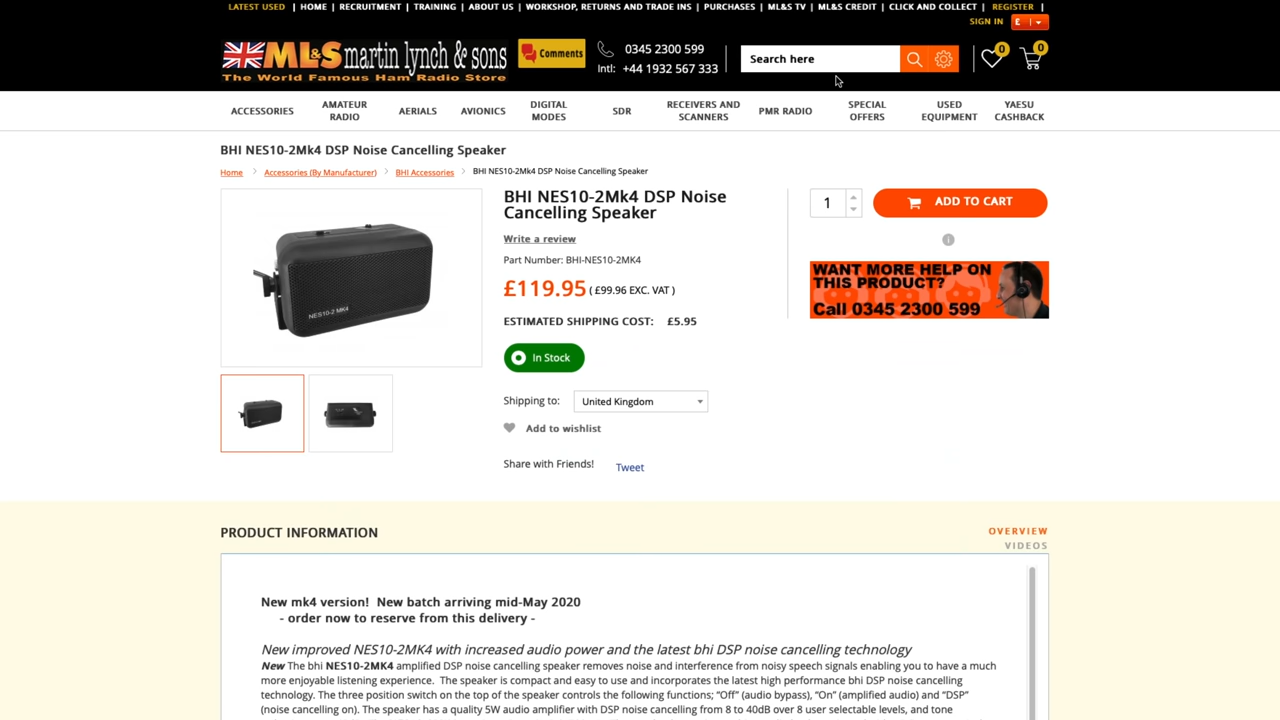 LATEST USED | HOME | RECRUITMENT | TRAINING | ABOUT US | WORKSHOP, RETURNS AND TRADE INS | PURCHASES | ML&S TV | ML&S CREDIT | CLICK AND COLLECT | REGISTER |
SIGN IN £ |
ML&S martin lynch & sons
The World Famous Ham Radio Store
Comments
0345 2300 599
Intl: +44 1932 567 333
Search here
0
0
ACCESSORIES
AMATEUR RADIO
AERIALS
AVIONICS
DIGITAL MODES
SDR
RECEIVERS AND SCANNERS
PMR RADIO
SPECIAL OFFERS
USED EQUIPMENT
YAESU CASHBACK
BHI NES10-2Mk4 DSP Noise Cancelling Speaker
Home > Accessories (By Manufacturer) > BHI Accessories > BHI NES10-2Mk4 DSP Noise Cancelling Speaker
NES10-2 MK4
BHI NES10-2Mk4 DSP Noise
Cancelling Speaker
Write a review
Part Number: BHI-NES10-2MK4
£119.95 ( £99.96 EXC. VAT )
ESTIMATED SHIPPING COST: £5.95
In Stock
Shipping to: United Kingdom
Add to wishlist
Share with Friends! Tweet
1
ADD TO CART
WANT MORE HELP ON
THIS PRODUCT?
Call 0345 2300 599
PRODUCT INFORMATION
OVERVIEW
VIDEOS
New mk4 version! New batch arriving mid-May 2020
- order now to reserve from this delivery -
New improved NES10-2MK4 with increased audio power and the latest bhi DSP noise cancelling technology
New The bhi NES10-2MK4 amplified DSP noise cancelling speaker removes noise and interference from noisy speech signals enabling you to have a much
more enjoyable listening experience. The speaker is compact and easy to use and incorporates the latest high performance bhi DSP noise cancelling
technology. The three position switch on the top of the speaker controls the following functions; “Off” (audio bypass), “On” (amplified audio) and “DSP”
(noise cancelling on). The speaker has a quality 5W audio amplifier with DSP noise cancelling from 8 to 40dB over 8 user selectable levels, and tone